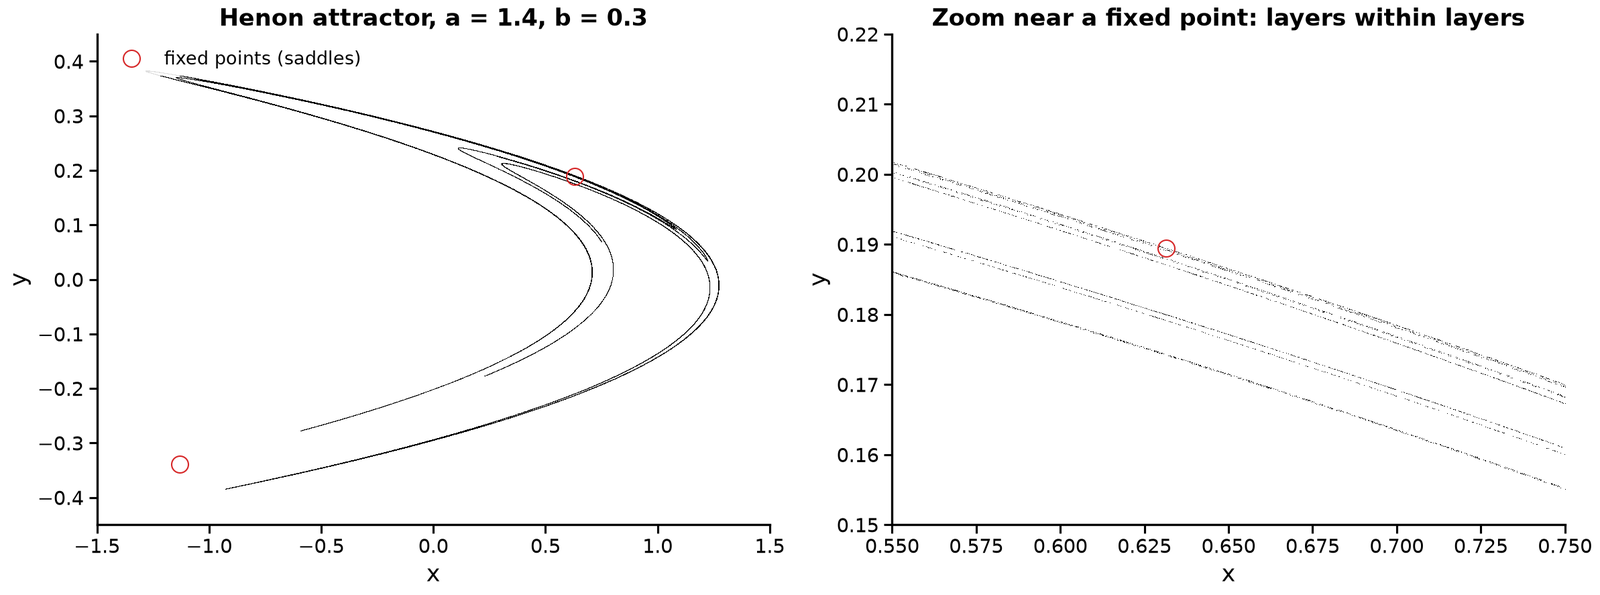 Henon attractor, a = 1.4, b = 0.3
fixed points (saddles)
y
0.4
0.3
0.2
0.1
0.0
−0.1
−0.2
−0.3
−0.4
−1.5 −1.0 −0.5 0.0 0.5 1.0 1.5
x
Zoom near a fixed point: layers within layers
y
0.22
0.21
0.20
0.19
0.18
0.17
0.16
0.15
0.550 0.575 0.600 0.625 0.650 0.675 0.700 0.725 0.750
x